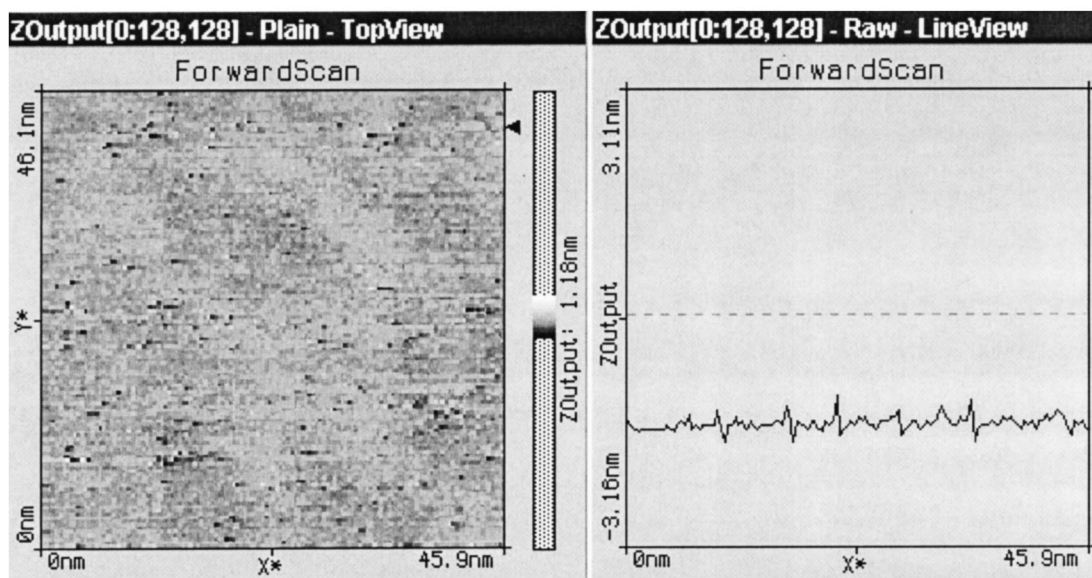 ZOutput[0:128,128] - Plain - TopView
ForwardScan
46.1nm
Y*
0nm
0nm
X*
45.9nm
ZOutput: 1.18nm
ZOutput[0:128,128] - Raw - LineView
ForwardScan
3.11nm
ZOutput
-3.16nm
0nm
X*
45.9nm